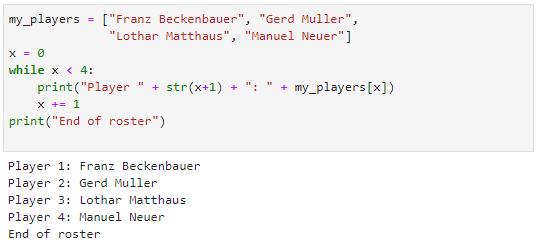 my_players = ["Franz Beckenbauer", "Gerd Muller",
              "Lothar Matthaus", "Manuel Neuer"]
x = 0
while x < 4:
    print("Player " + str(x+1) + ": " + my_players[x])
    x += 1
print("End of roster")
Player 1: Franz Beckenbauer
Player 2: Gerd Muller
Player 3: Lothar Matthaus
Player 4: Manuel Neuer
End of roster